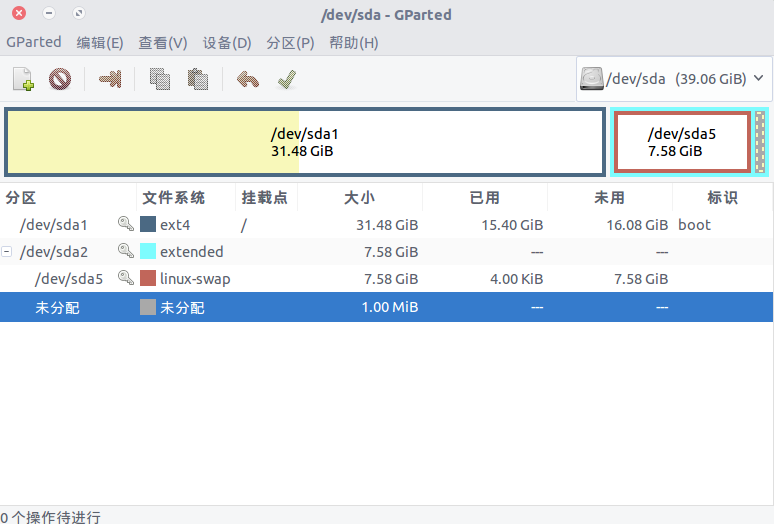 /dev/sda - GParted
GParted 编辑(E) 查看(V) 设备(D) 分区(P) 帮助(H)
/dev/sda (39.06 GiB)
/dev/sda1
31.48 GiB
/dev/sda5
7.58 GiB
分区 文件系统 挂载点 大小 已用 未用 标识
/dev/sda1 ext4 / 31.48 GiB 15.40 GiB 16.08 GiB boot
/dev/sda2 extended 7.58 GiB --- ---
/dev/sda5 linux-swap 7.58 GiB 4.00 KiB 7.58 GiB
未分配 未分配 1.00 MiB --- ---
0 个操作待进行